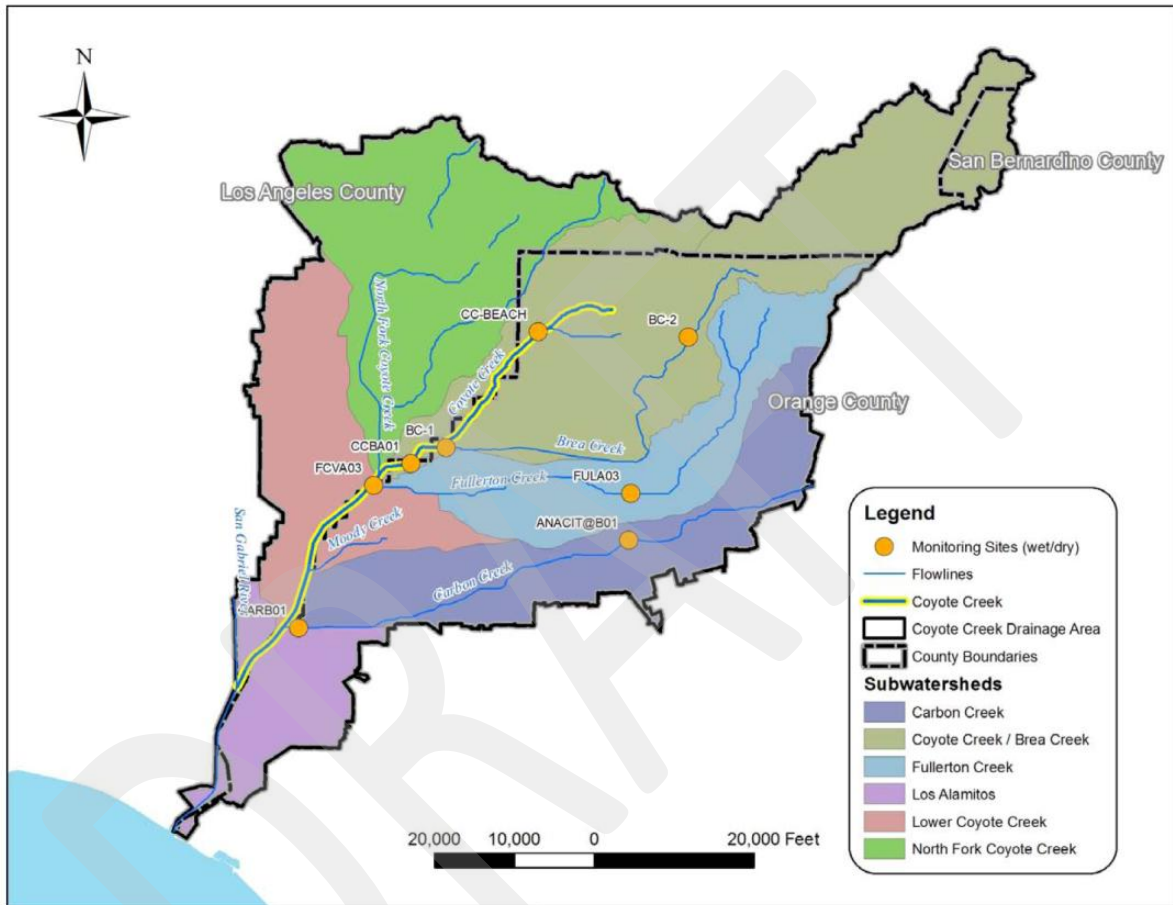 N
Los Angeles County
San Bernardino County
North Fork Coyote Creek
CC-BEACH
BC-2
Coyote Creek
Orange County
BC-1
CCBA01
Brea Creek
FCVA03
Fullerton Creek
FULA03
ANACIT@B01
Moody Creek
San Gabriel River
Carbon Creek
ARB01
Legend
Monitoring Sites (wet/dry)
Flowlines
Coyote Creek
Coyote Creek Drainage Area
County Boundaries
Subwatersheds
Carbon Creek
Coyote Creek / Brea Creek
Fullerton Creek
Los Alamitos
Lower Coyote Creek
North Fork Coyote Creek
20,000 10,000 0 20,000 Feet
DRAFT